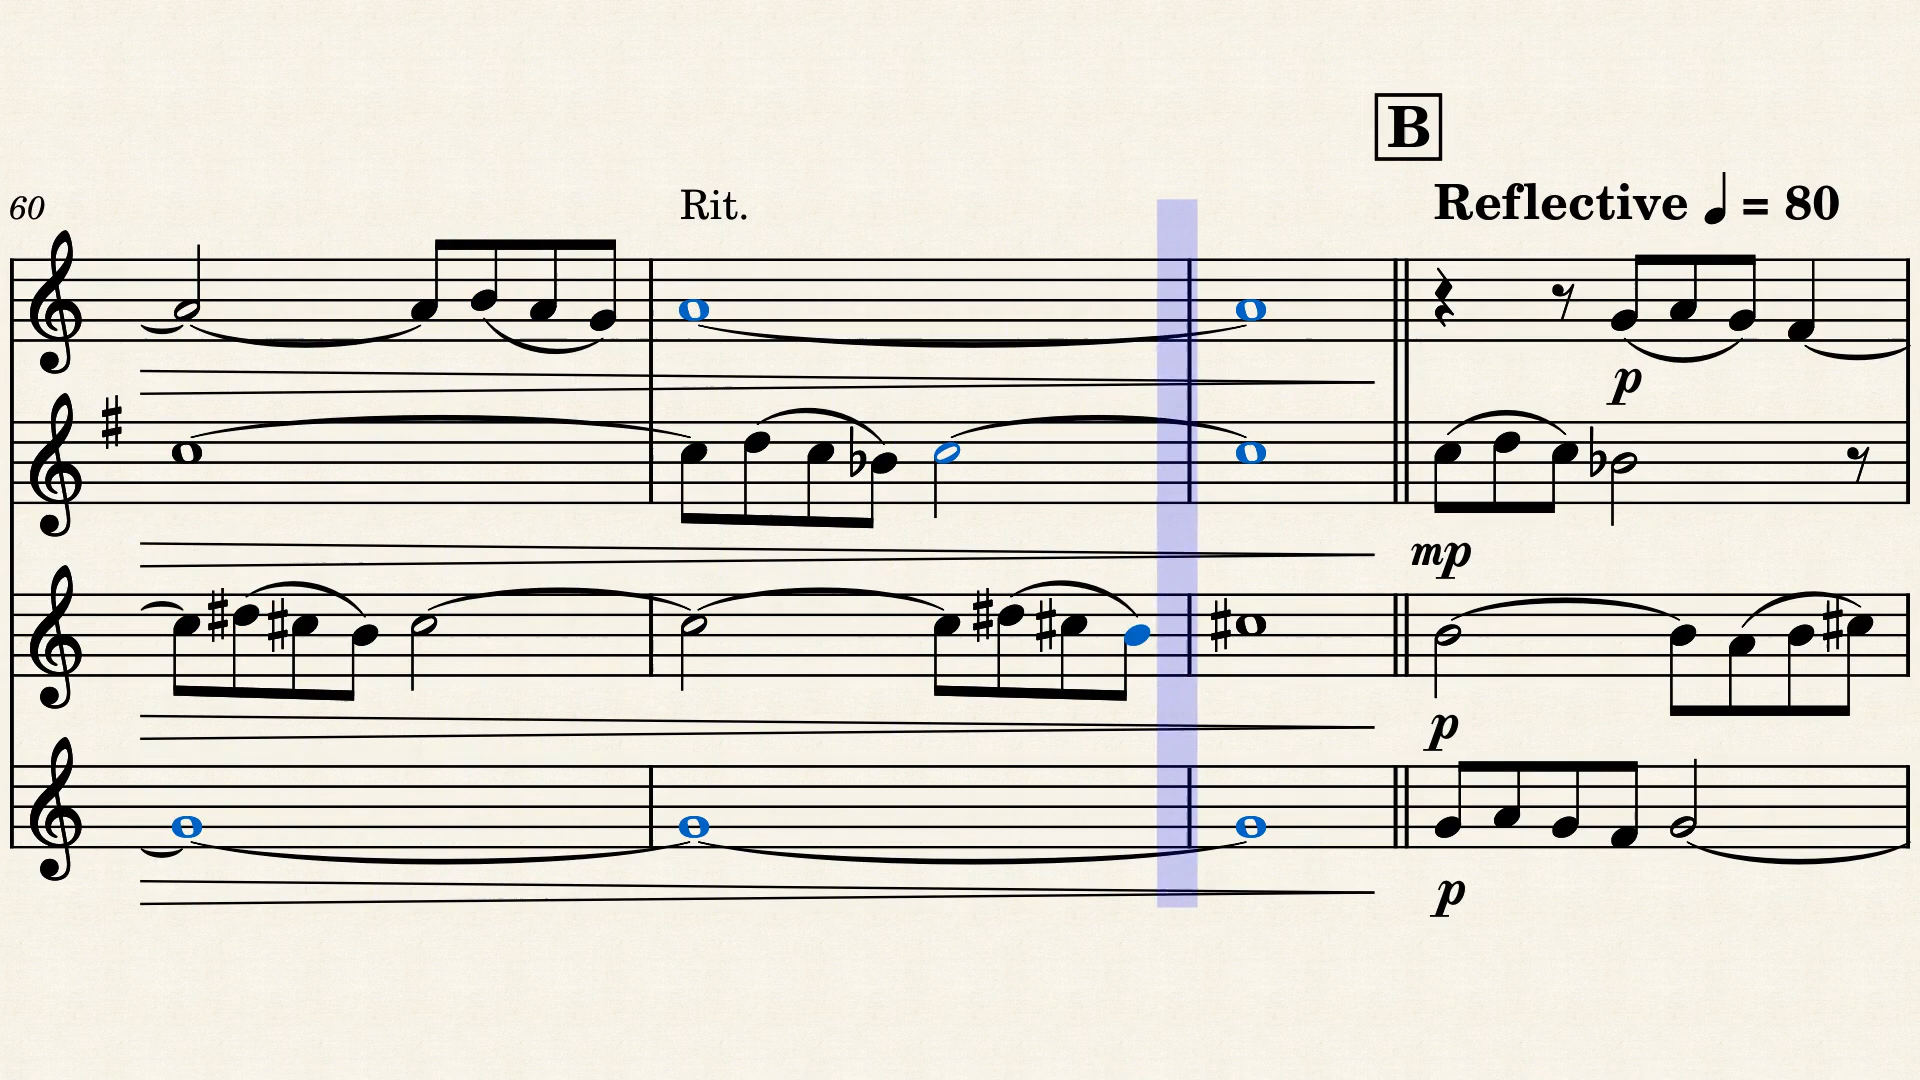 B
60
Rit.
Reflective ♩ = 80
p
mp
p
p